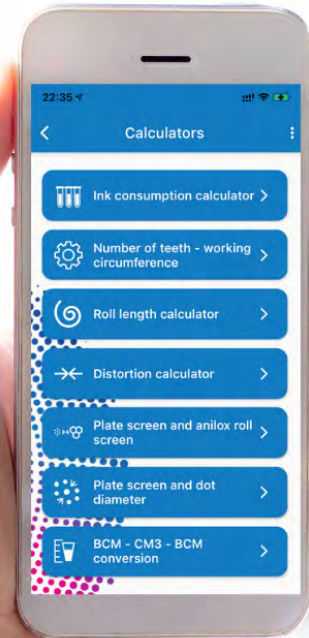 22:35
Calculators
Ink consumption calculator
Number of teeth - working
circumference
Roll length calculator
Distortion calculator
Plate screen and anilox roll
screen
Plate screen and dot
diameter
BCM - CM3 - BCM
conversion